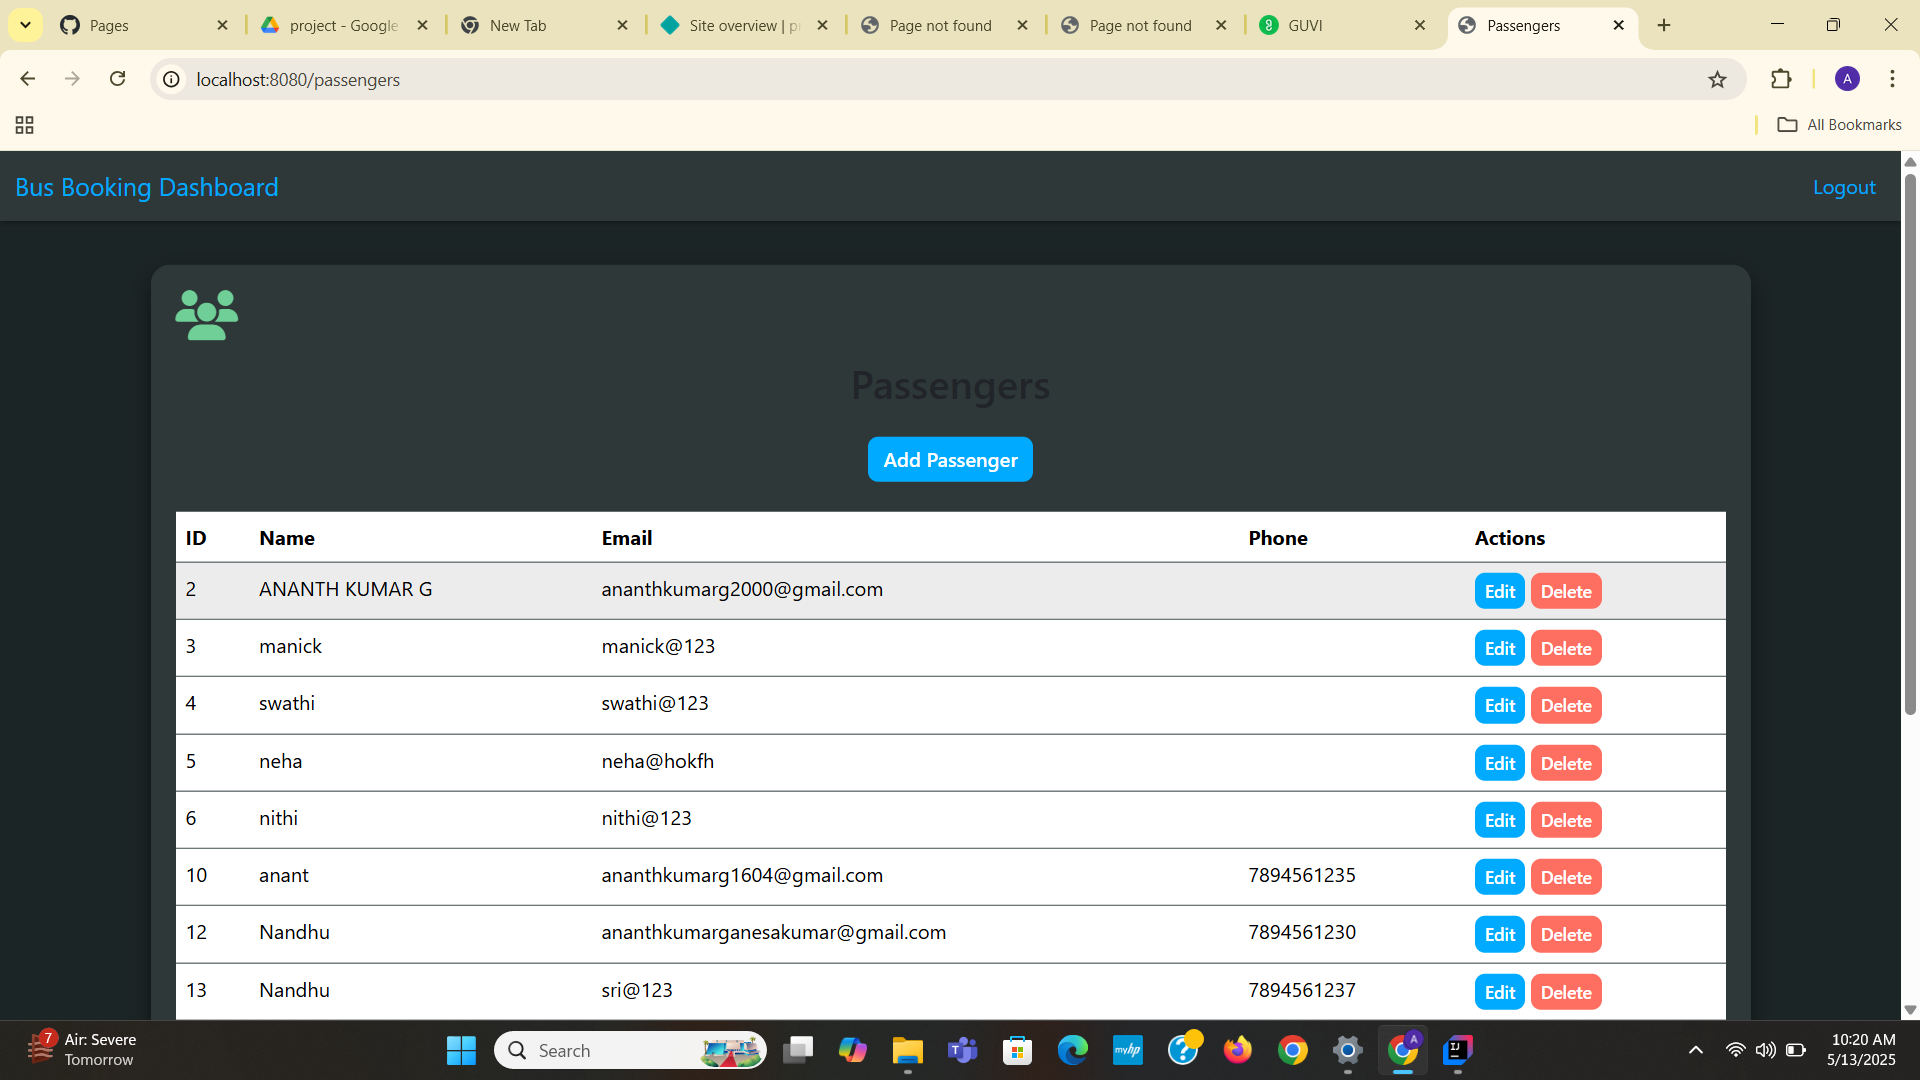 Pages
project - Google
New Tab
Site overview | p
Page not found
Page not found
8 GUVI
Passengers
localhost:8080/passengers
A
All Bookmarks
Bus Booking Dashboard
Logout
Passengers
Add Passenger
ID Name Email Phone Actions
2 ANANTH KUMAR G ananthkumarg2000@gmail.com Edit Delete
3 manick manick@123 Edit Delete
4 swathi swathi@123 Edit Delete
5 neha neha@hokfh Edit Delete
6 nithi nithi@123 Edit Delete
10 anant ananthkumarg1604@gmail.com 7894561235 Edit Delete
12 Nandhu ananthkumarganesakumar@gmail.com 7894561230 Edit Delete
13 Nandhu sri@123 7894561237 Edit Delete
7
Air: Severe
Tomorrow
Search
myhp
?
A
IJ
10:20 AM
5/13/2025